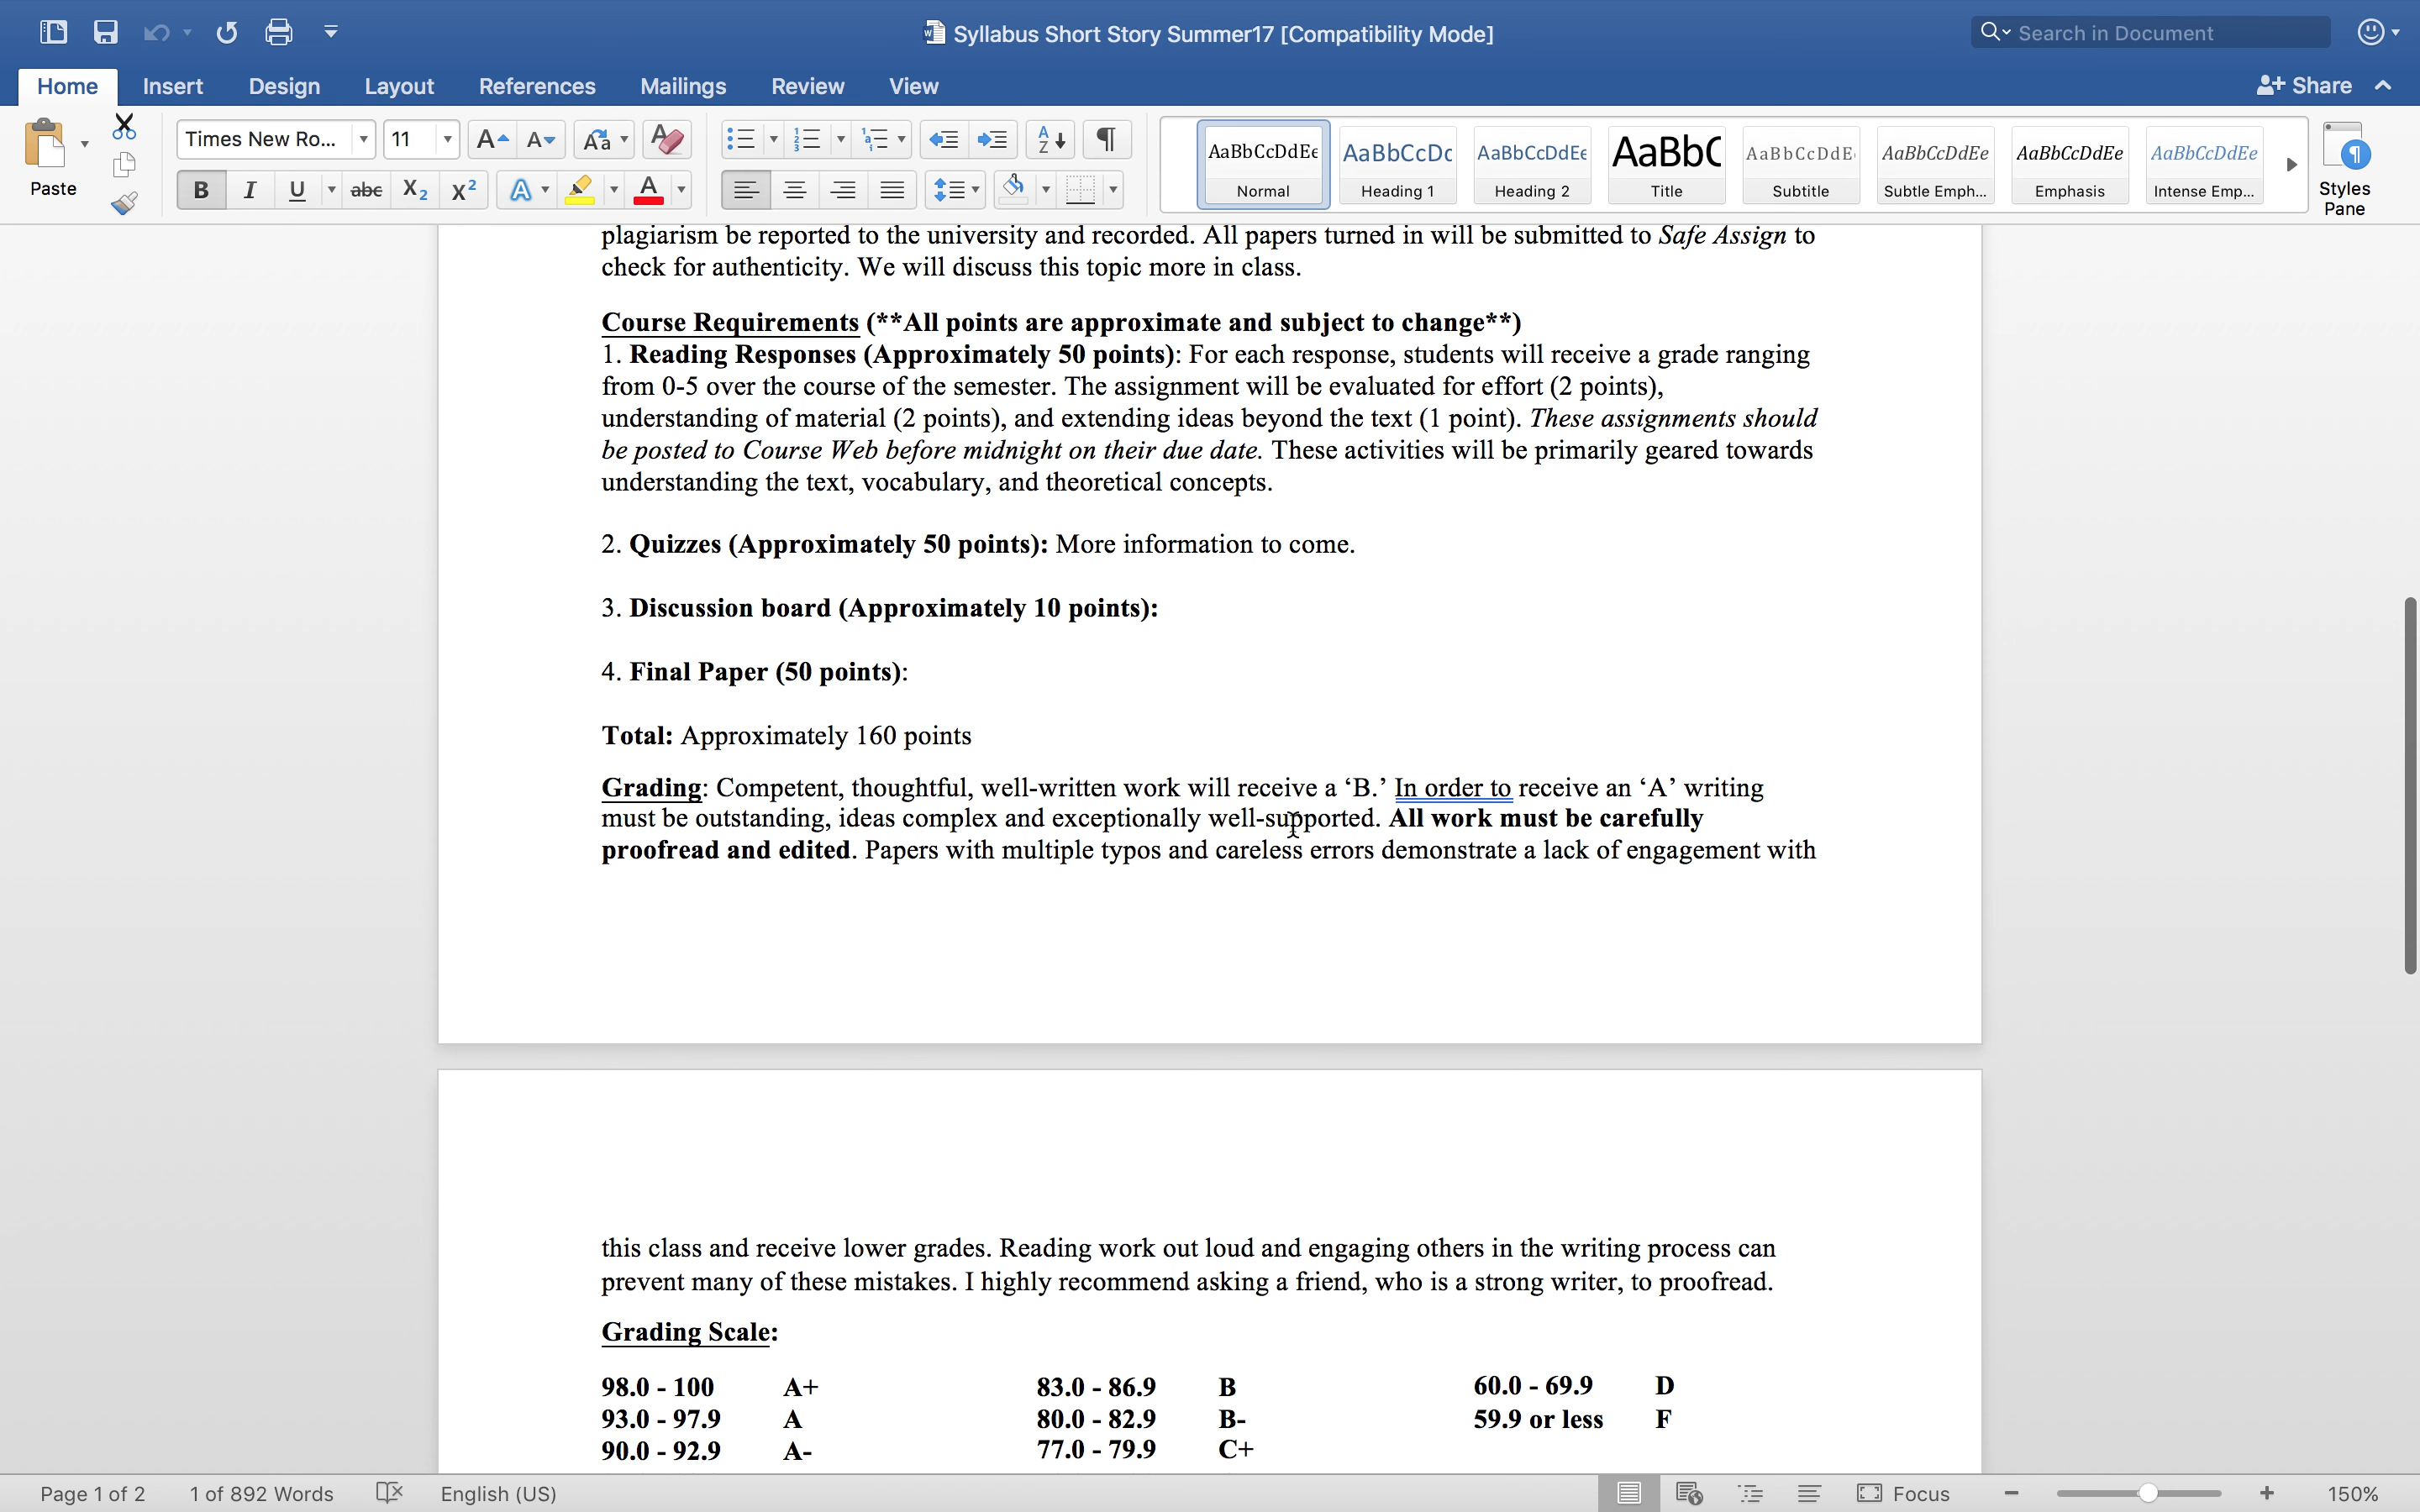 Syllabus Short Story Summer17 [Compatibility Mode]
Search in Document
Home Insert Design Layout References Mailings Review View
Share
Paste
Times New Ro... 11
AaBbCcDdEe AaBbCcDc AaBbCcDdEe AaBbC AaBbCcDdE AaBbCcDdEe AaBbCcDdEe AaBbCcDdEe
Normal Heading 1 Heading 2 Title Subtitle Subtle Emph... Emphasis Intense Emp...
Styles
Pane
B I U abc X2 X2 A A
plagiarism be reported to the university and recorded. All papers turned in will be submitted to Safe Assign to
check for authenticity. We will discuss this topic more in class.
Course Requirements (**All points are approximate and subject to change**)
1. Reading Responses (Approximately 50 points): For each response, students will receive a grade ranging
from 0-5 over the course of the semester. The assignment will be evaluated for effort (2 points),
understanding of material (2 points), and extending ideas beyond the text (1 point). These assignments should
be posted to Course Web before midnight on their due date. These activities will be primarily geared towards
understanding the text, vocabulary, and theoretical concepts.
2. Quizzes (Approximately 50 points): More information to come.
3. Discussion board (Approximately 10 points):
4. Final Paper (50 points):
Total: Approximately 160 points
Grading: Competent, thoughtful, well-written work will receive a ‘B.’ In order to receive an ‘A’ writing
must be outstanding, ideas complex and exceptionally well-supported. All work must be carefully
proofread and edited. Papers with multiple typos and careless errors demonstrate a lack of engagement with
this class and receive lower grades. Reading work out loud and engaging others in the writing process can
prevent many of these mistakes. I highly recommend asking a friend, who is a strong writer, to proofread.
Grading Scale:
98.0 - 100 A+ 83.0 - 86.9 B 60.0 - 69.9 D
93.0 - 97.9 A 80.0 - 82.9 B- 59.9 or less F
90.0 - 92.9 A- 77.0 - 79.9 C+
Page 1 of 2 1 of 892 Words English (US) Focus 150%